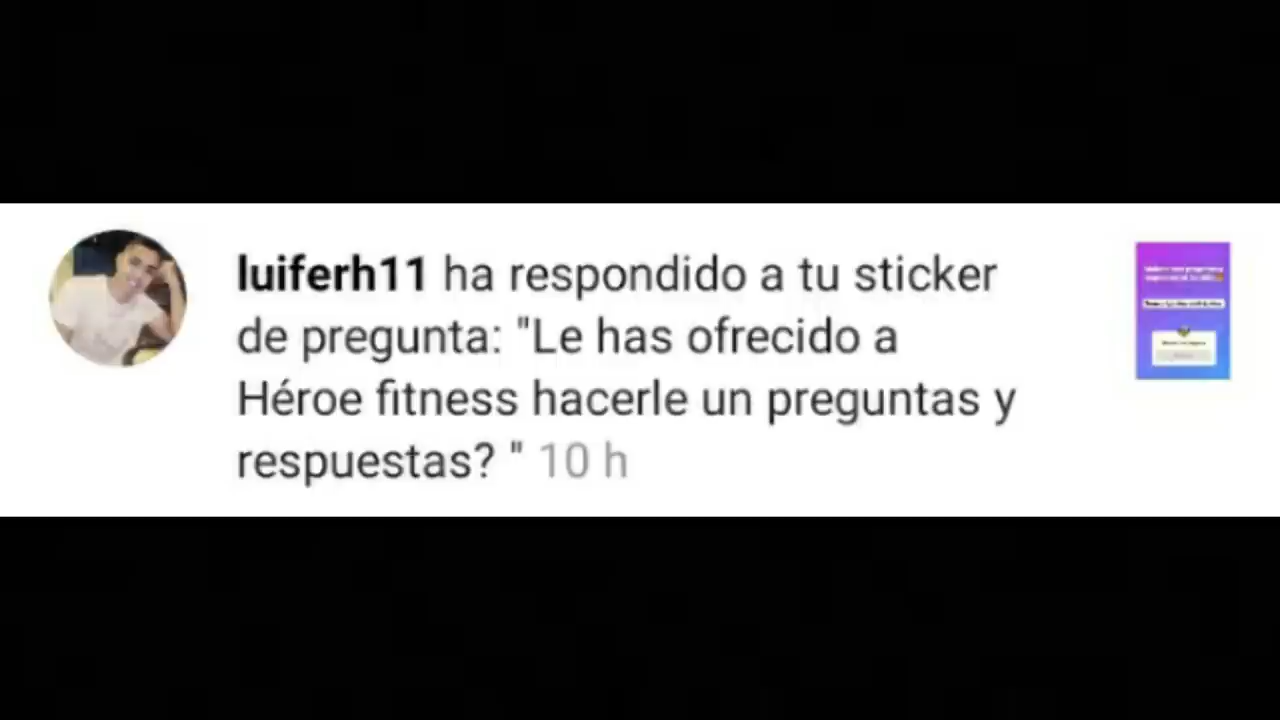 luiferh11 ha respondido a tu sticker
de pregunta: "Le has ofrecido a
Héroe fitness hacerle un preguntas y
respuestas? " 10 h